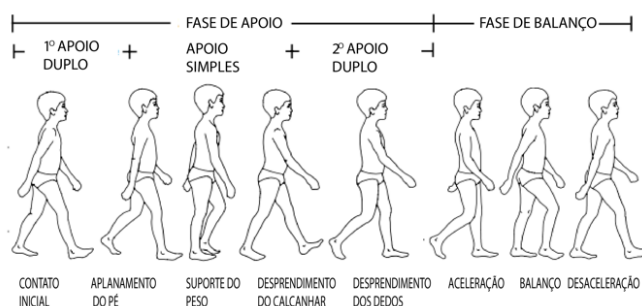 FASE DE APOIO
FASE DE BALANÇO
1º APOIO
DUPLO
APOIO
SIMPLES
2º APOIO
DUPLO
CONTATO
INICIAL
APLANAMENTO
DO PÉ
SUPORTE DO
PESO
DESPRENDIMENTO
DO CALCANHAR
DESPRENDIMENTO
DOS DEDOS
ACELERAÇÃO
BALANÇO
DESACELERAÇÃO